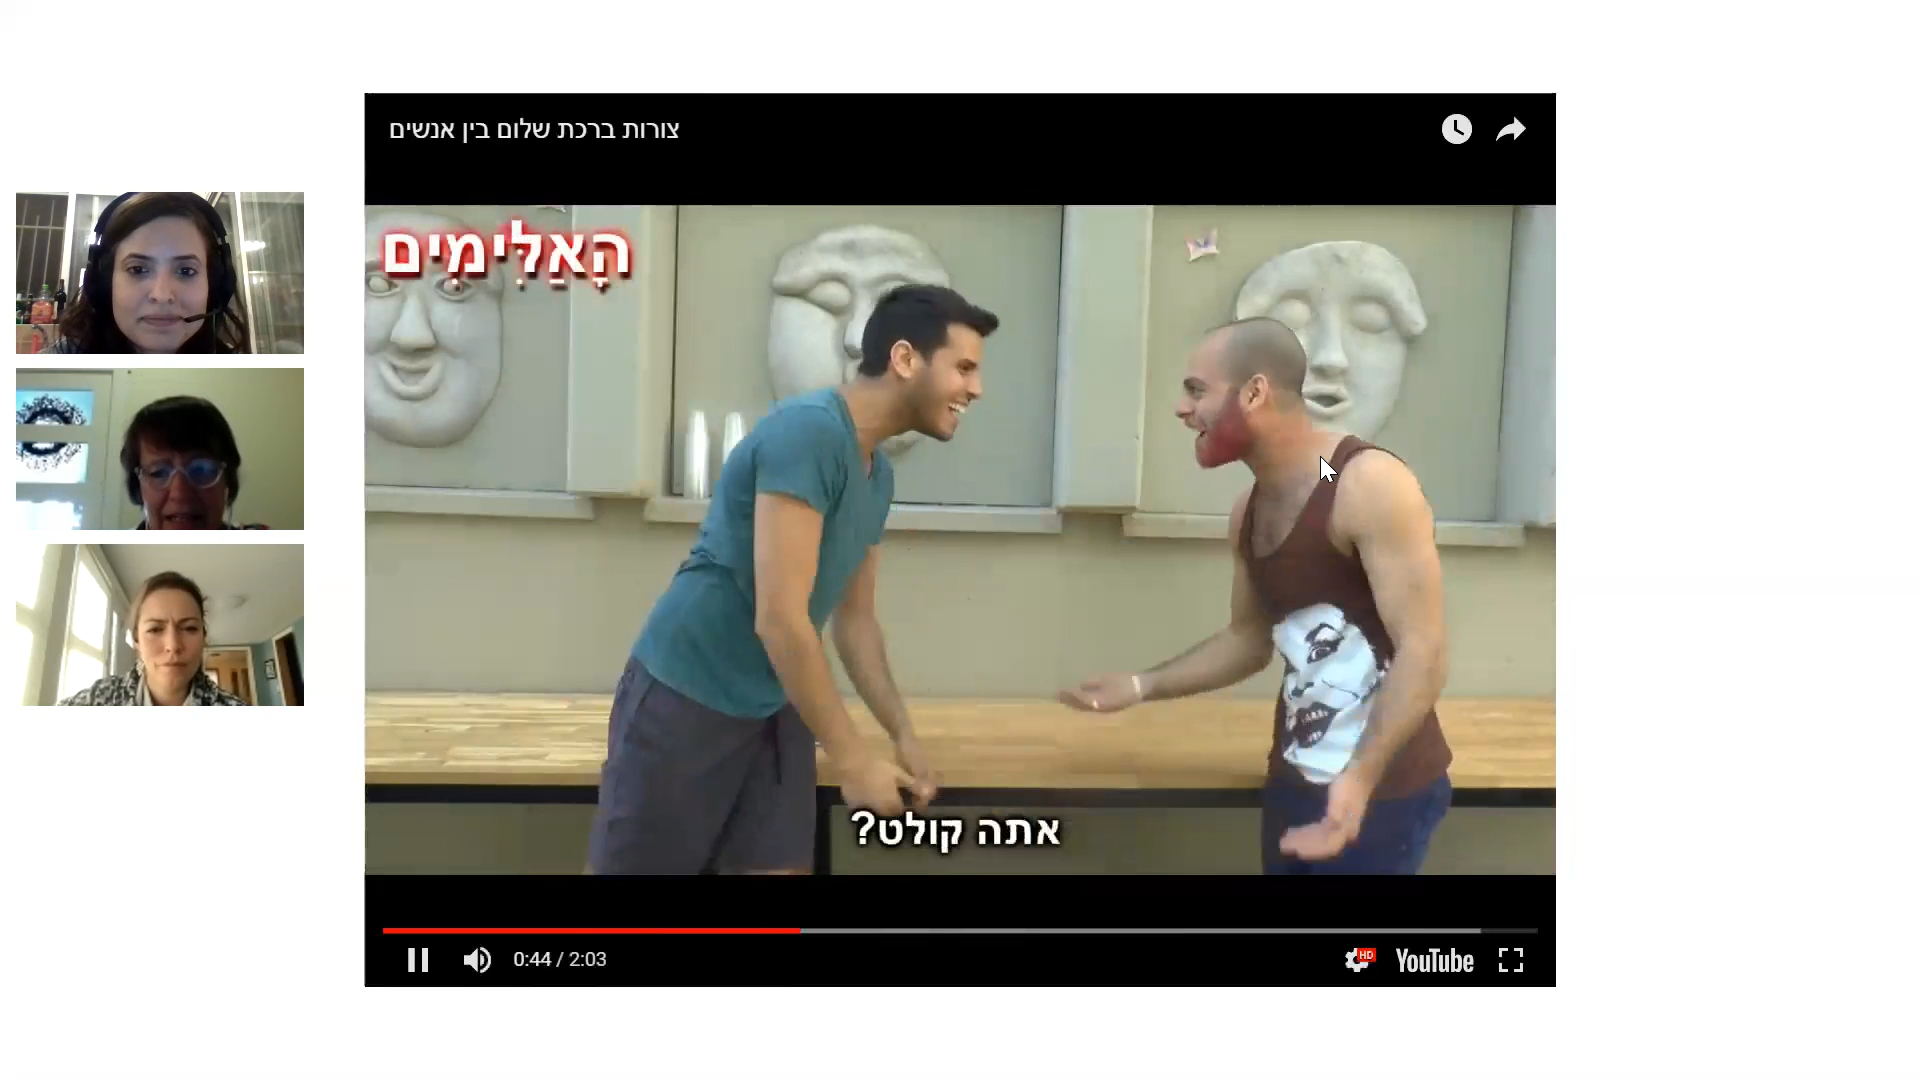 צורות ברכת שלום בין אנשים
הָאַלִּימִים
אתה קולט?
0:44 / 2:03
HD
YouTube